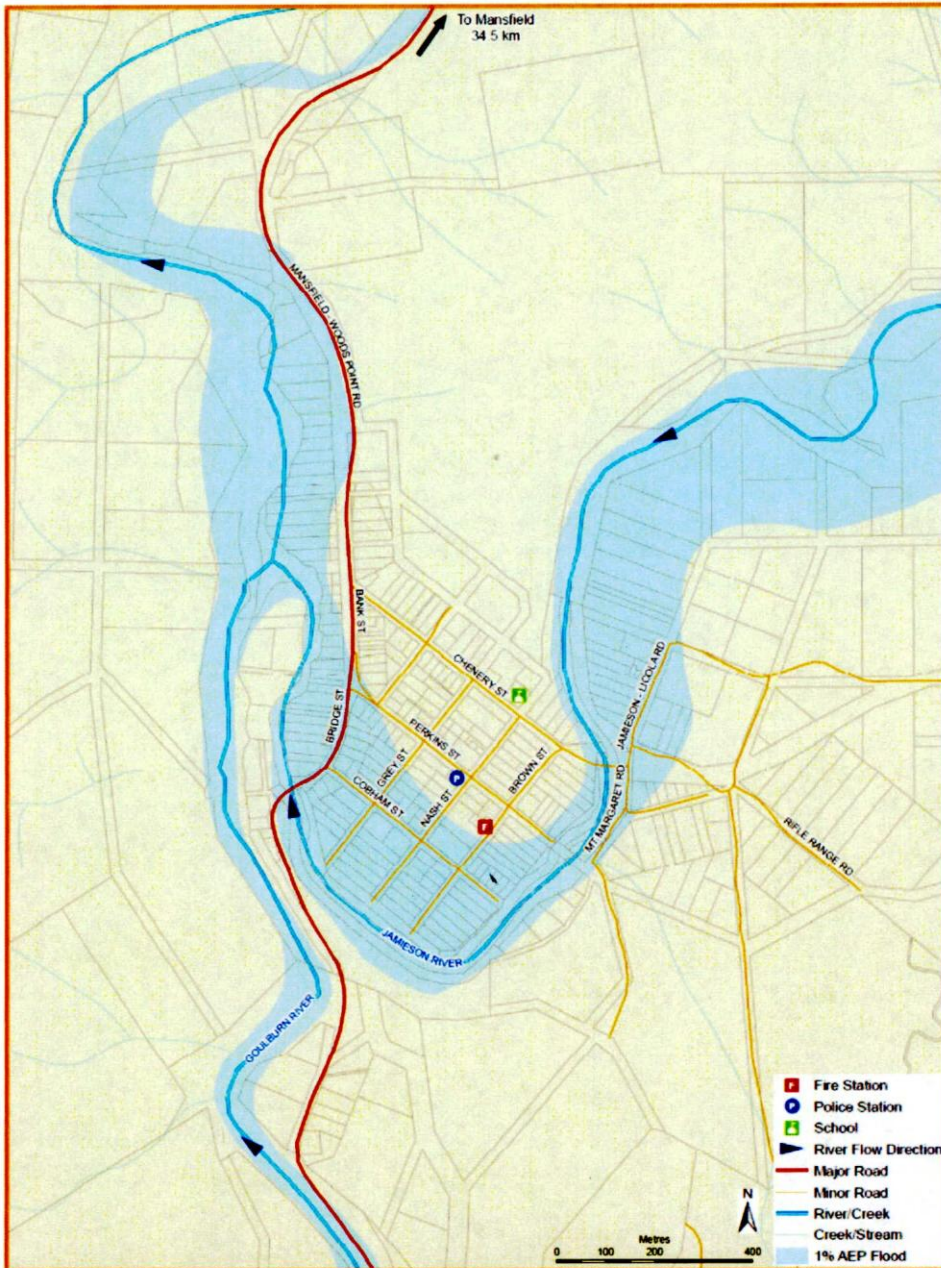 To Mansfield
34.5 km
MANSFIELD - WOODS POINT RD
BANK ST
CHENERY ST
JAMIESON - LICOLA RD
BRIDGE ST
PERKINS ST
GREY ST
BROWN ST
COBHAM ST
NASH ST
MT MARGARET RD
RIFLE RANGE RD
JAMIESON RIVER
GOULBURN RIVER
F Fire Station
P Police Station
School
River Flow Direction
Major Road
Minor Road
River/Creek
Creek/Stream
1% AEP Flood
N
Metres
0 100 200 400